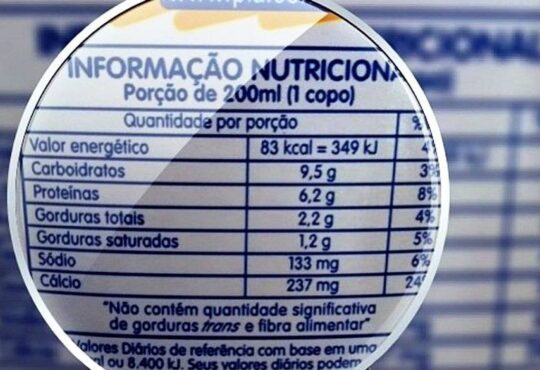 INFORMAÇÃO NUTRICIONA
Porção de 200ml (1 copo)
Quantidade por porção %
Valor energético 83 kcal = 349 kJ 4
Carboidratos 9,5 g 3%
Proteínas 6,2 g 8%
Gorduras totais 2,2 g 4%
Gorduras saturadas 1,2 g 5%
Sódio 133 mg 6%
Cálcio 237 mg 24%
"Não contém quantidade significativa
de gorduras trans e fibra alimentar"
Valores Diários de referência com base em uma
ou 8.400 kJ. Seus valores diários podem